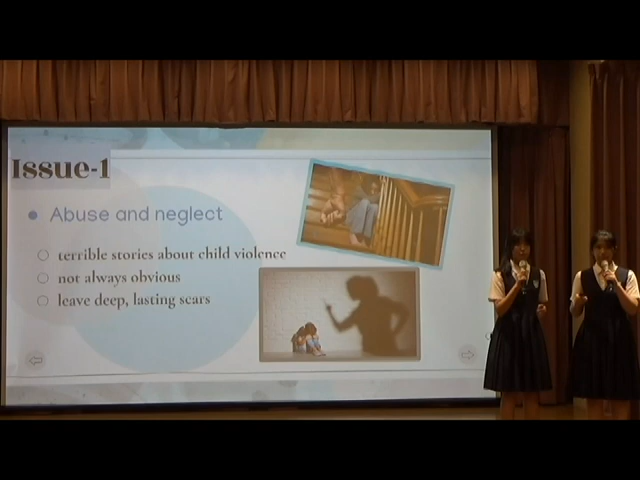 Issue-1
Abuse and neglect
terrible stories about child violence
not always obvious
leave deep, lasting scars